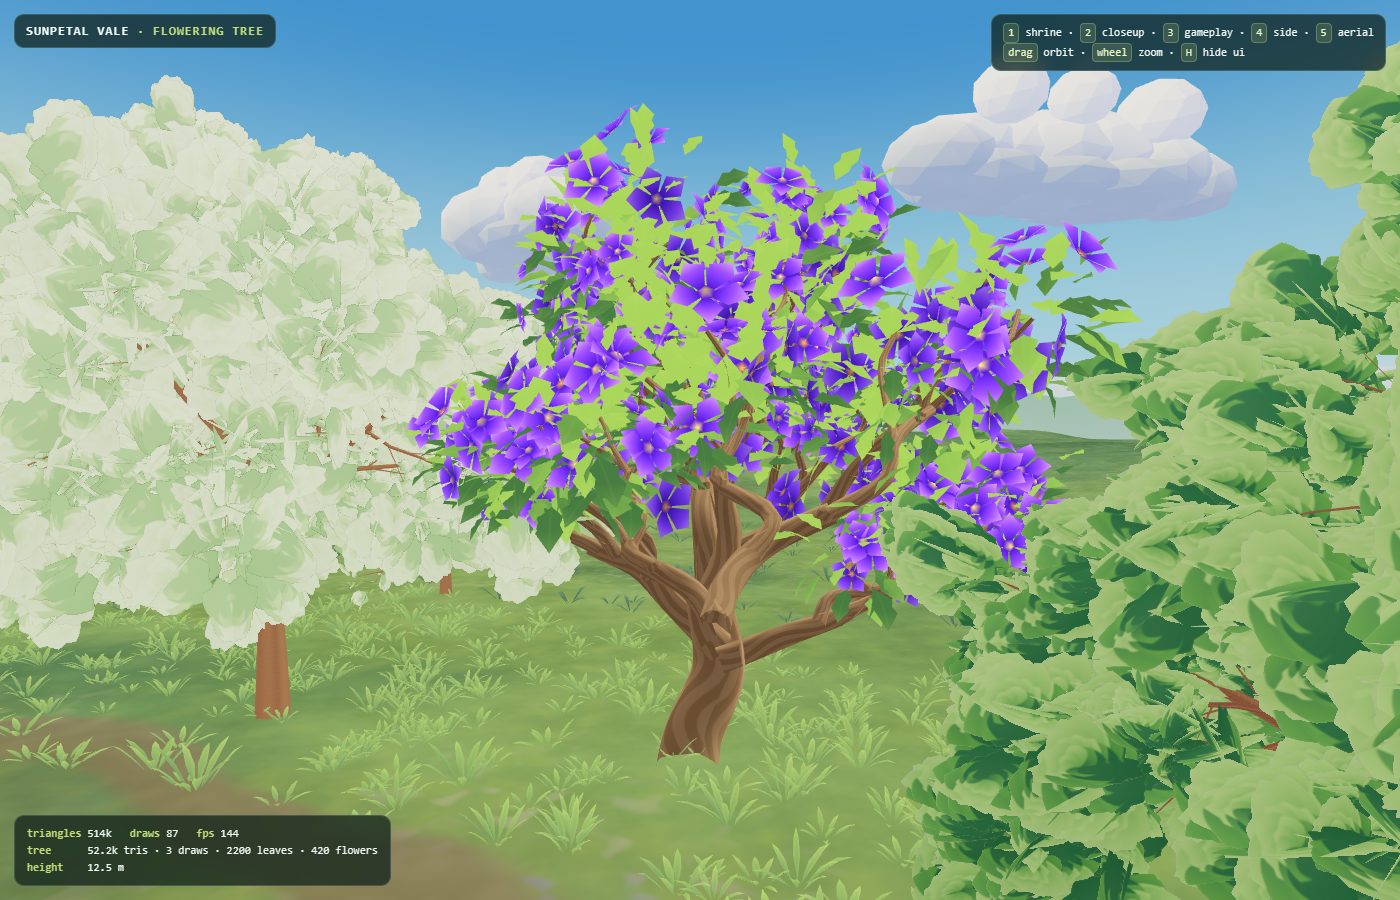 SUNPETAL VALE · FLOWERING TREE
1 shrine · 2 closeup · 3 gameplay · 4 side · 5 aerial
drag orbit · wheel zoom · H hide ui
triangles 514k draws 87 fps 144
tree 52.2k tris · 3 draws · 2200 leaves · 420 flowers
height 12.5 m